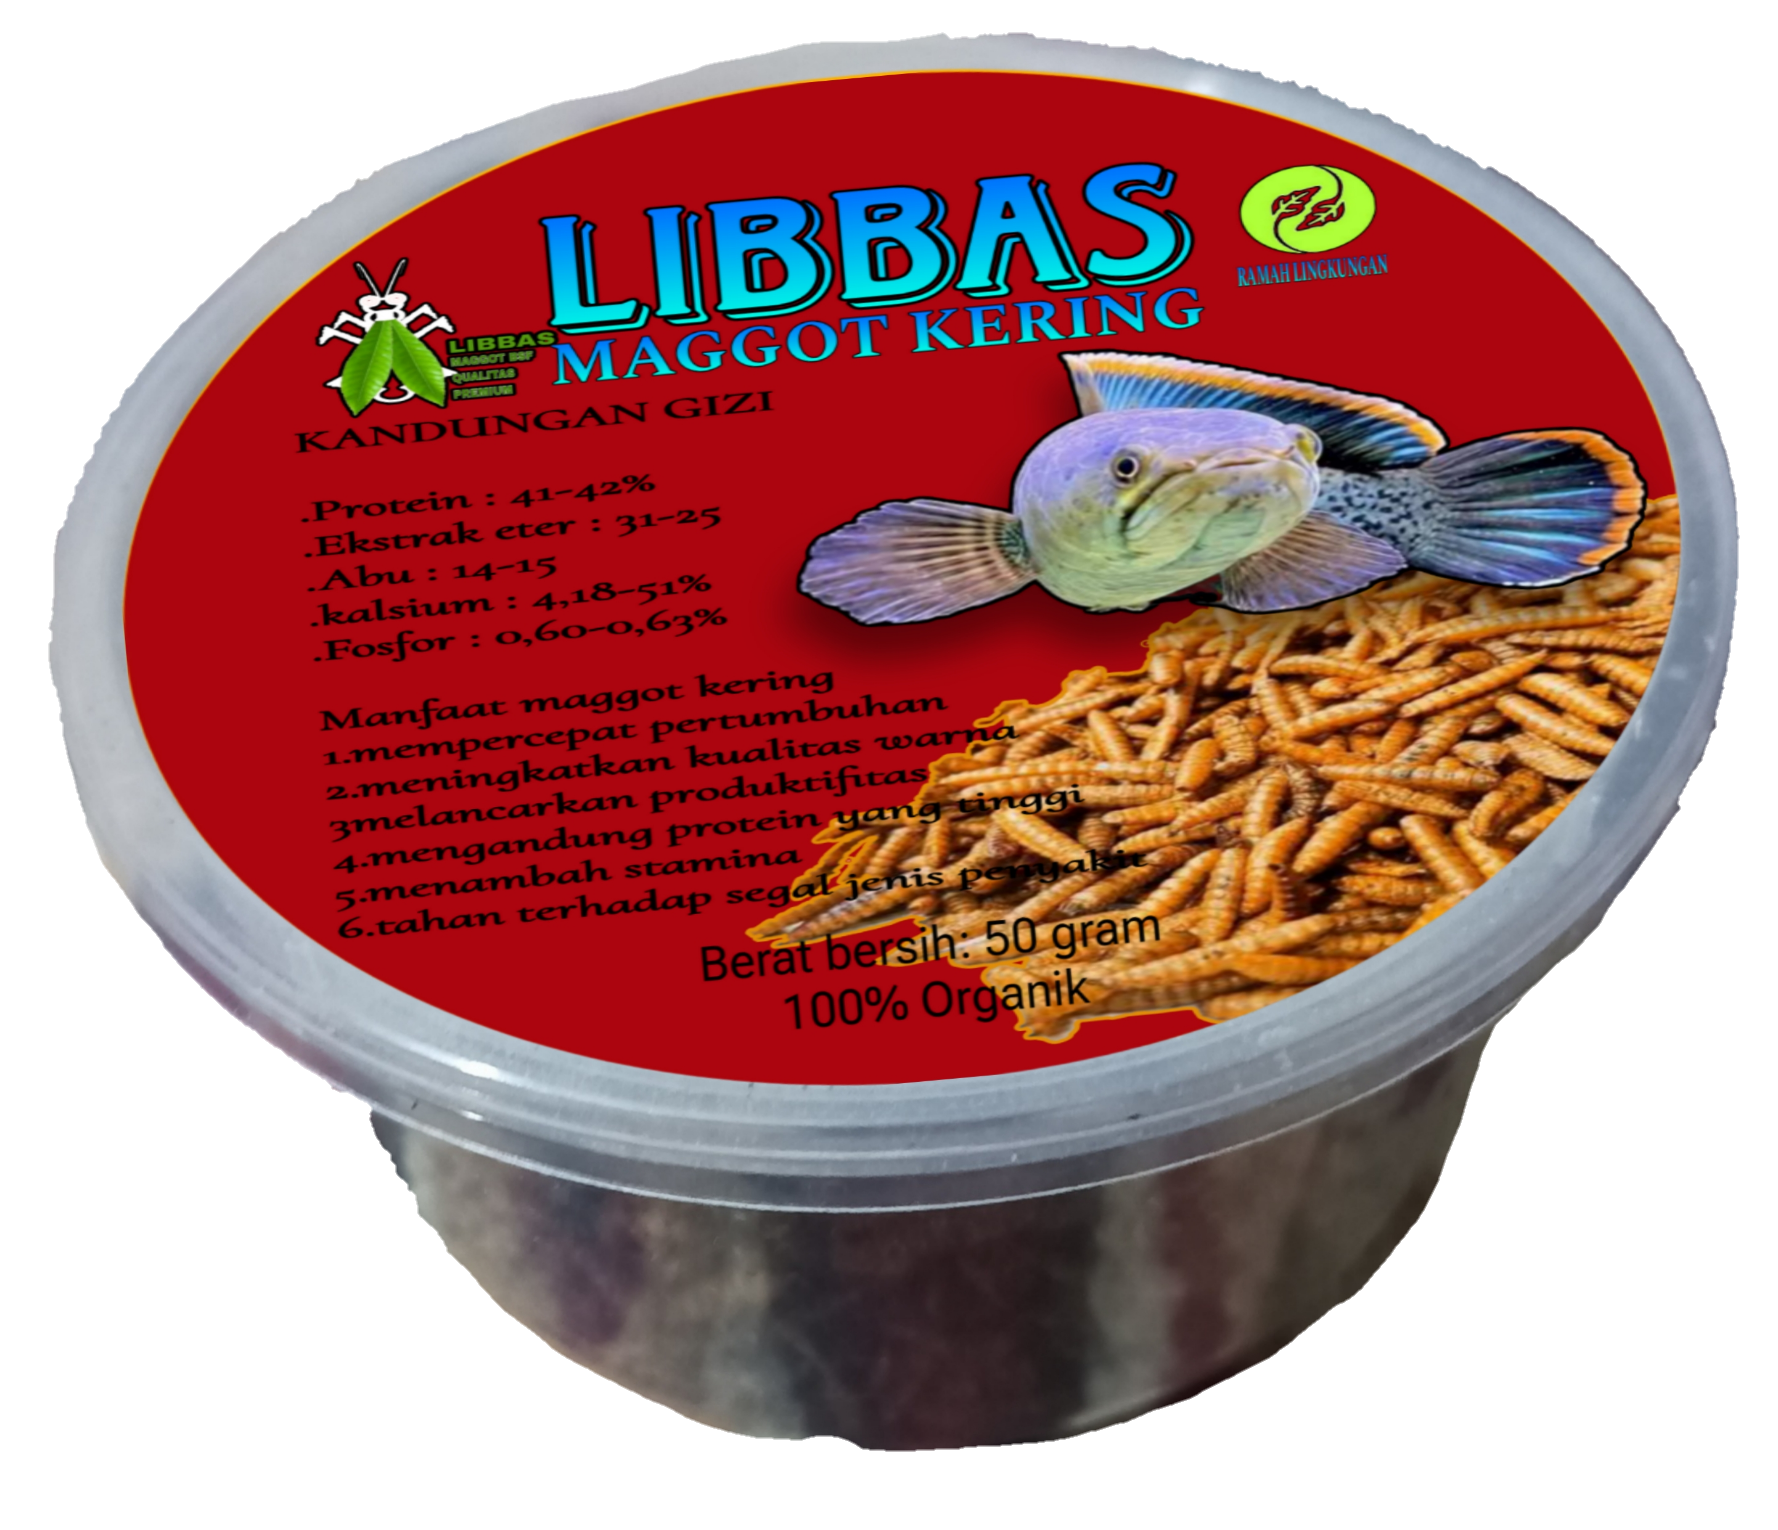 LIBBAS
MAGGOT KERING
RAMAH LINGKUNGAN
LIBBAS
MAGGOT BSF
QUALITAS
PREMIUM
KANDUNGAN GIZI
.Protein : 41-42%
.Ekstrak eter : 31-25
.Abu : 14-15
.kalsium : 4,18-51%
.Fosfor : 0,60-0,63%
Manfaat maggot kering
1.mempercepat pertumbuhan
2.meningkatkan kualitas warna
3melancarkan produktifitas
4.mengandung protein yang tinggi
5.menambah stamina
6.tahan terhadap segal jenis penyakit
Berat bersih: 50 gram
100% Organik